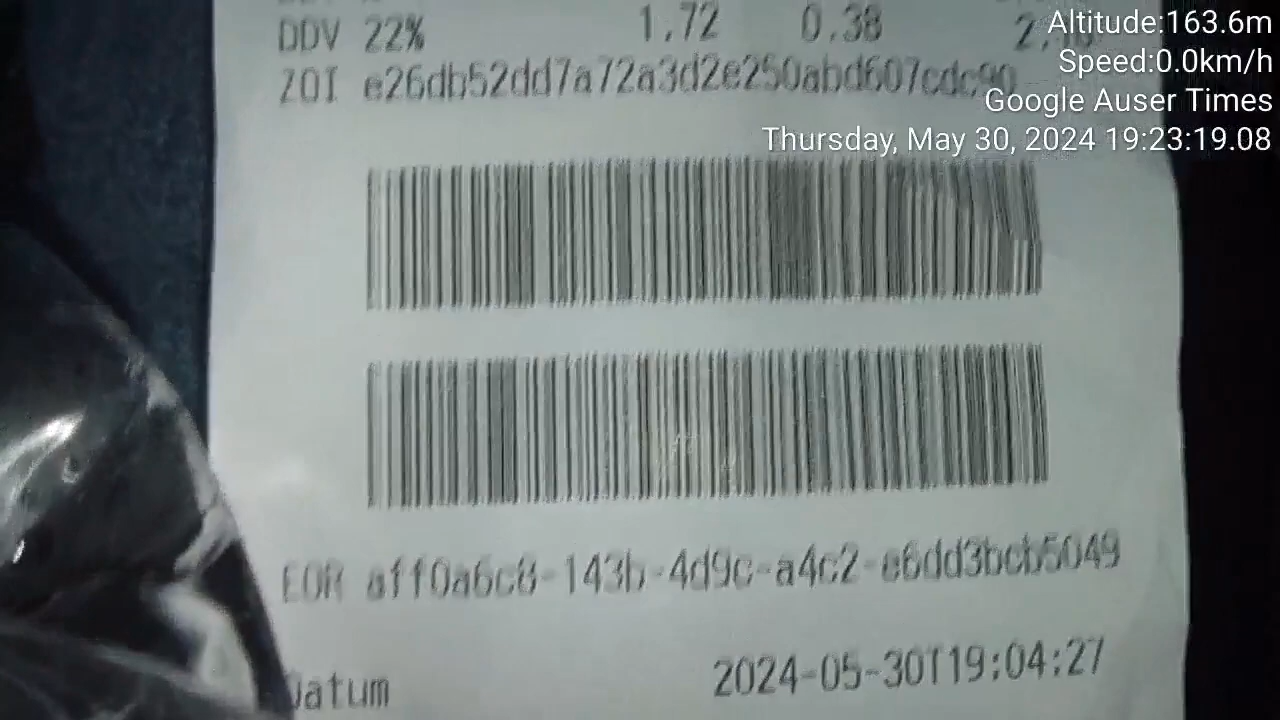 DDV 22% 1.72 0.38
ZOI e26db52dd7a72a3d2e250abd607cdc90
Altitude:163.6m
Speed:0.0km/h
Google Auser Times
Thursday, May 30, 2024 19:23:19.08
EOR aff0a6c8-143b-4d9c-a4c2-e6dd3bcb5049
Datum 2024-05-30T19:04:27